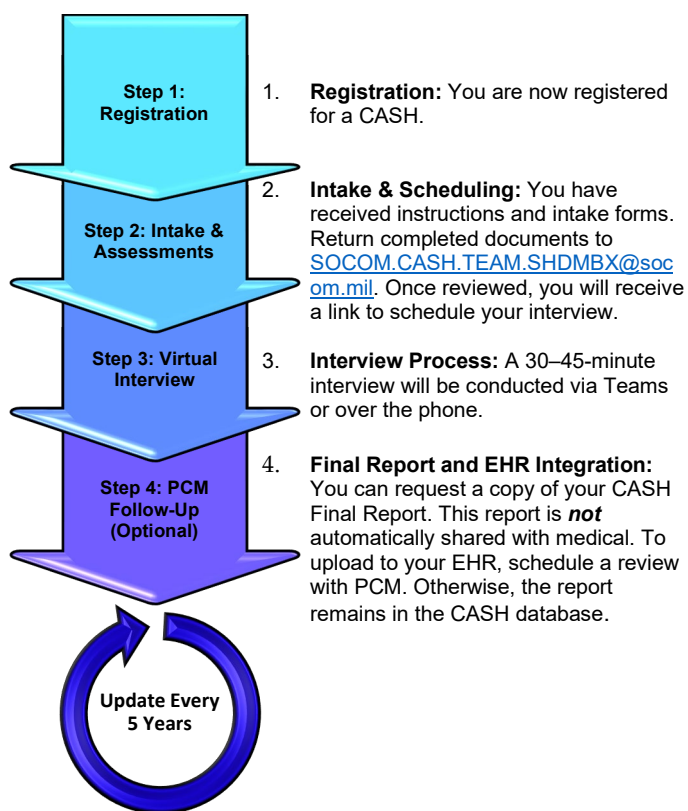 Step 1:
Registration
1. Registration: You are now registered
for a CASH.
Step 2: Intake &
Assessments
2. Intake & Scheduling: You have
received instructions and intake forms.
Return completed documents to
SOCOM.CASH.TEAM.SHDMBX@soc
om.mil. Once reviewed, you will receive
a link to schedule your interview.
Step 3: Virtual
Interview
3. Interview Process: A 30–45-minute
interview will be conducted via Teams
or over the phone.
Step 4: PCM
Follow-Up
(Optional)
4. Final Report and EHR Integration:
You can request a copy of your CASH
Final Report. This report is not
automatically shared with medical. To
upload to your EHR, schedule a review
with PCM. Otherwise, the report
remains in the CASH database.
Update Every
5 Years